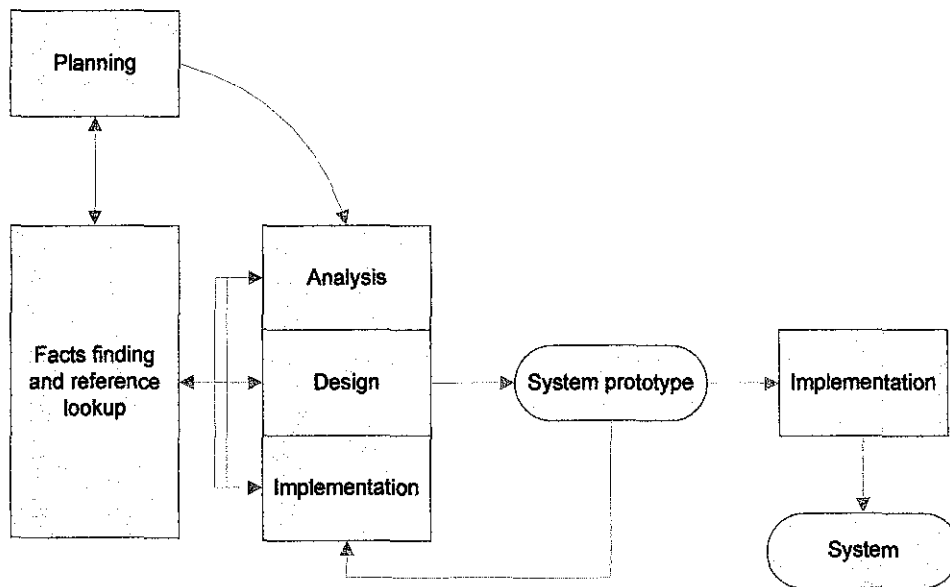 Planning
Analysis
Facts finding
and reference
lookup
Design
System prototype
Implementation
Implementation
System